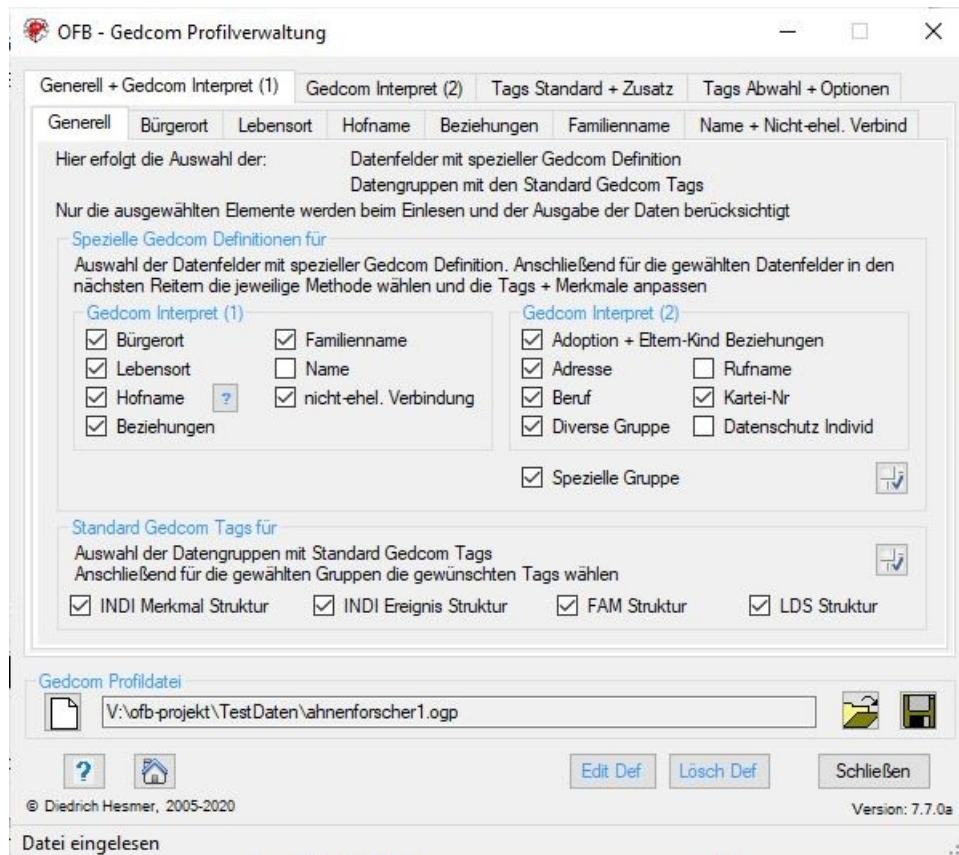 OFB - Gedcom Profilverwaltung
Generell + Gedcom Interpret (1) Gedcom Interpret (2) Tags Standard + Zusatz Tags Abwahl + Optionen
Generell Bürgerort Lebensort Hofname Beziehungen Familienname Name + Nicht-ehel. Verbind
Hier erfolgt die Auswahl der: Datenfelder mit spezieller Gedcom Definition
Datengruppen mit den Standard Gedcom Tags
Nur die ausgewählten Elemente werden beim Einlesen und der Ausgabe der Daten berücksichtigt
Spezielle Gedcom Definitionen für
Auswahl der Datenfelder mit spezieller Gedcom Definition. Anschließend für die gewählten Datenfelder in den
nächsten Reitern die jeweilige Methode wählen und die Tags + Merkmale anpassen
Gedcom Interpret (1)
Bürgerort Familienname
Lebensort Name
Hofname ? nicht-ehel. Verbindung
Beziehungen
Gedcom Interpret (2)
Adoption + Eltern-Kind Beziehungen
Adresse Rufname
Beruf Kartei-Nr
Diverse Gruppe Datenschutz Individ
Spezielle Gruppe
Standard Gedcom Tags für
Auswahl der Datengruppen mit Standard Gedcom Tags
Anschließend für die gewählten Gruppen die gewünschten Tags wählen
INDI Merkmal Struktur INDI Ereignis Struktur FAM Struktur LDS Struktur
Gedcom Profildatei
V:\ofb-projekt\TestDaten\ahnenforscher1.ogp
? Edit Def Lösch Def Schließen
© Diedrich Hesmer, 2005-2020 Version: 7.7.0a
Datei eingelesen